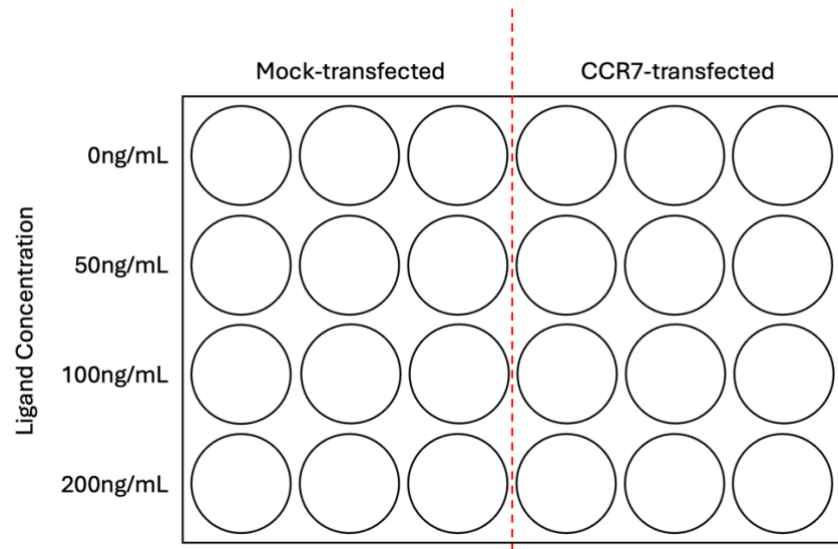 Mock-transfected
CCR7-transfected
Ligand Concentration
0ng/mL
50ng/mL
100ng/mL
200ng/mL